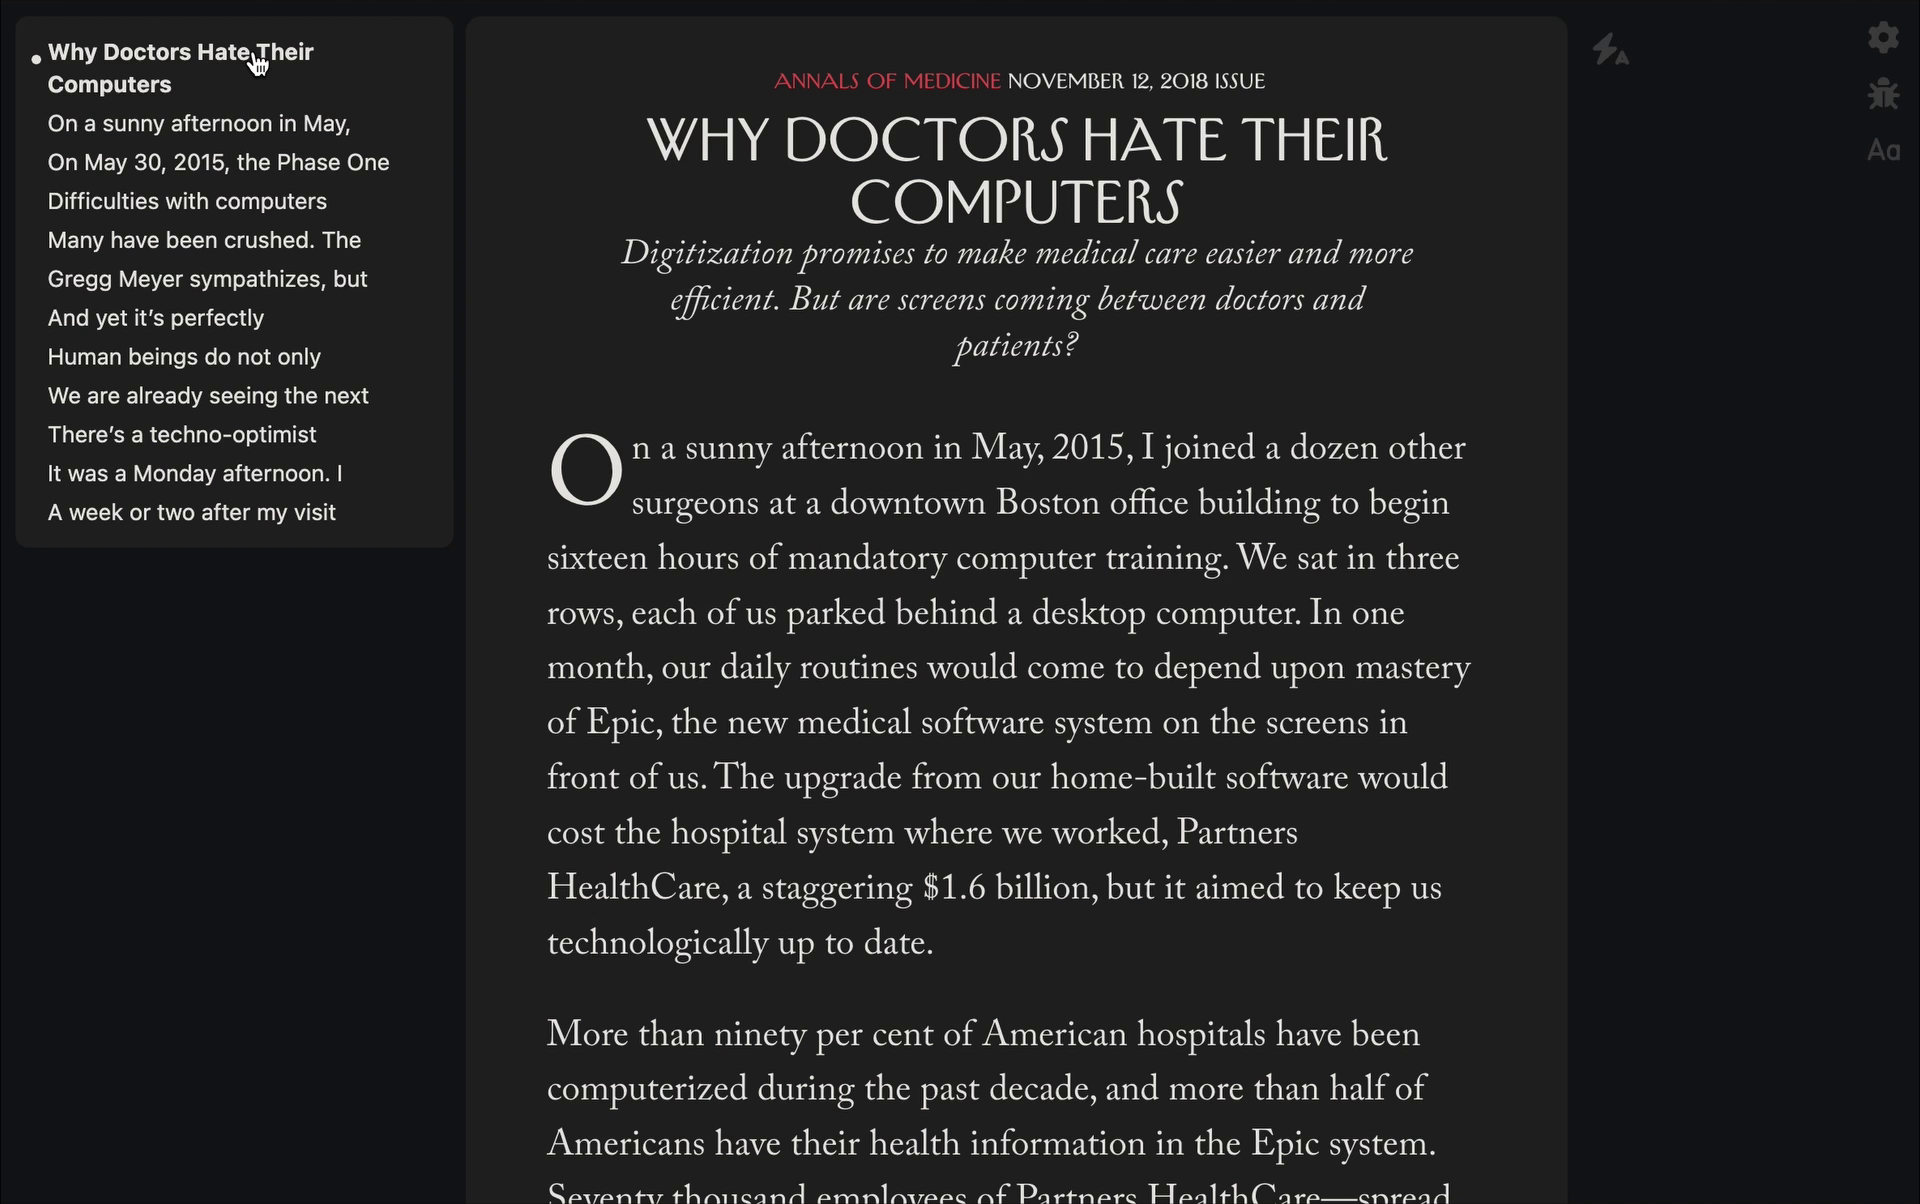 Why Doctors Hate Their
Computers
On a sunny afternoon in May,
On May 30, 2015, the Phase One
Difficulties with computers
Many have been crushed. The
Gregg Meyer sympathizes, but
And yet it’s perfectly
Human beings do not only
We are already seeing the next
There’s a techno-optimist
It was a Monday afternoon. I
A week or two after my visit
ANNALS OF MEDICINE NOVEMBER 12, 2018 ISSUE
WHY DOCTORS HATE THEIR
COMPUTERS
Digitization promises to make medical care easier and more
efficient. But are screens coming between doctors and
patients?
On a sunny afternoon in May, 2015, I joined a dozen other
surgeons at a downtown Boston office building to begin
sixteen hours of mandatory computer training. We sat in three
rows, each of us parked behind a desktop computer. In one
month, our daily routines would come to depend upon mastery
of Epic, the new medical software system on the screens in
front of us. The upgrade from our home-built software would
cost the hospital system where we worked, Partners
HealthCare, a staggering $1.6 billion, but it aimed to keep us
technologically up to date.
More than ninety per cent of American hospitals have been
computerized during the past decade, and more than half of
Americans have their health information in the Epic system.
Seventy thousand employees of Partners HealthCare—spread
A
Aa